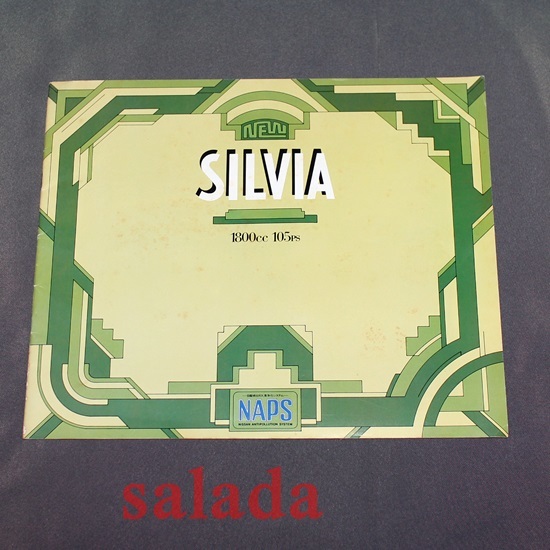 NEW
SILVIA
1800cc 105PS
NAPS
NISSAN ANTIPOLLUTION SYSTEM
salada